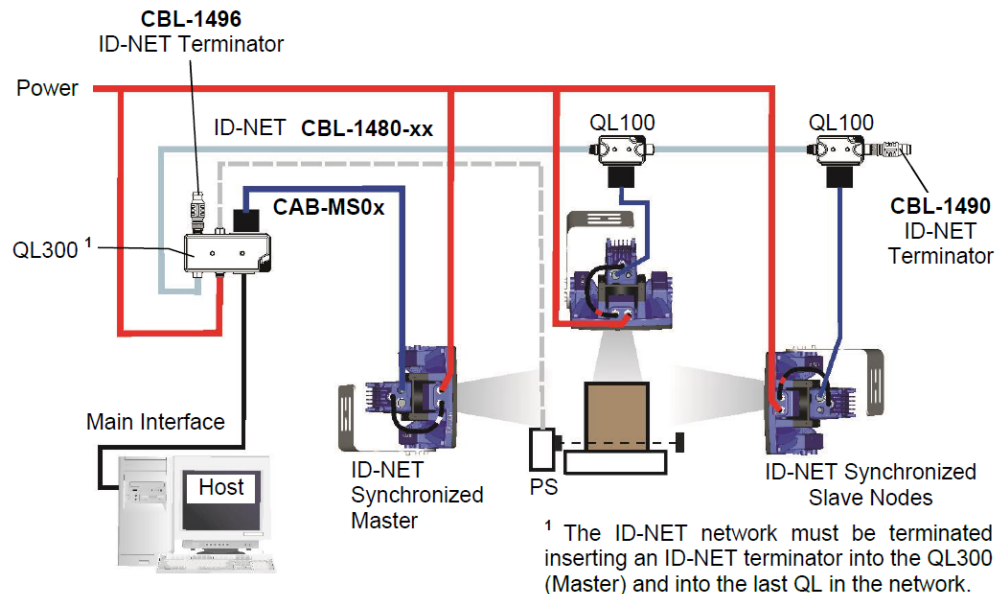 CBL-1496
ID-NET Terminator
Power
ID-NET CBL-1480-xx
QL100
QL100
CAB-MS0x
CBL-1490
ID-NET
Terminator
QL300 ¹
Main Interface
Host
ID-NET
Synchronized
Master
PS
ID-NET Synchronized
Slave Nodes
¹ The ID-NET network must be terminated
inserting an ID-NET terminator into the QL300
(Master) and into the last QL in the network.